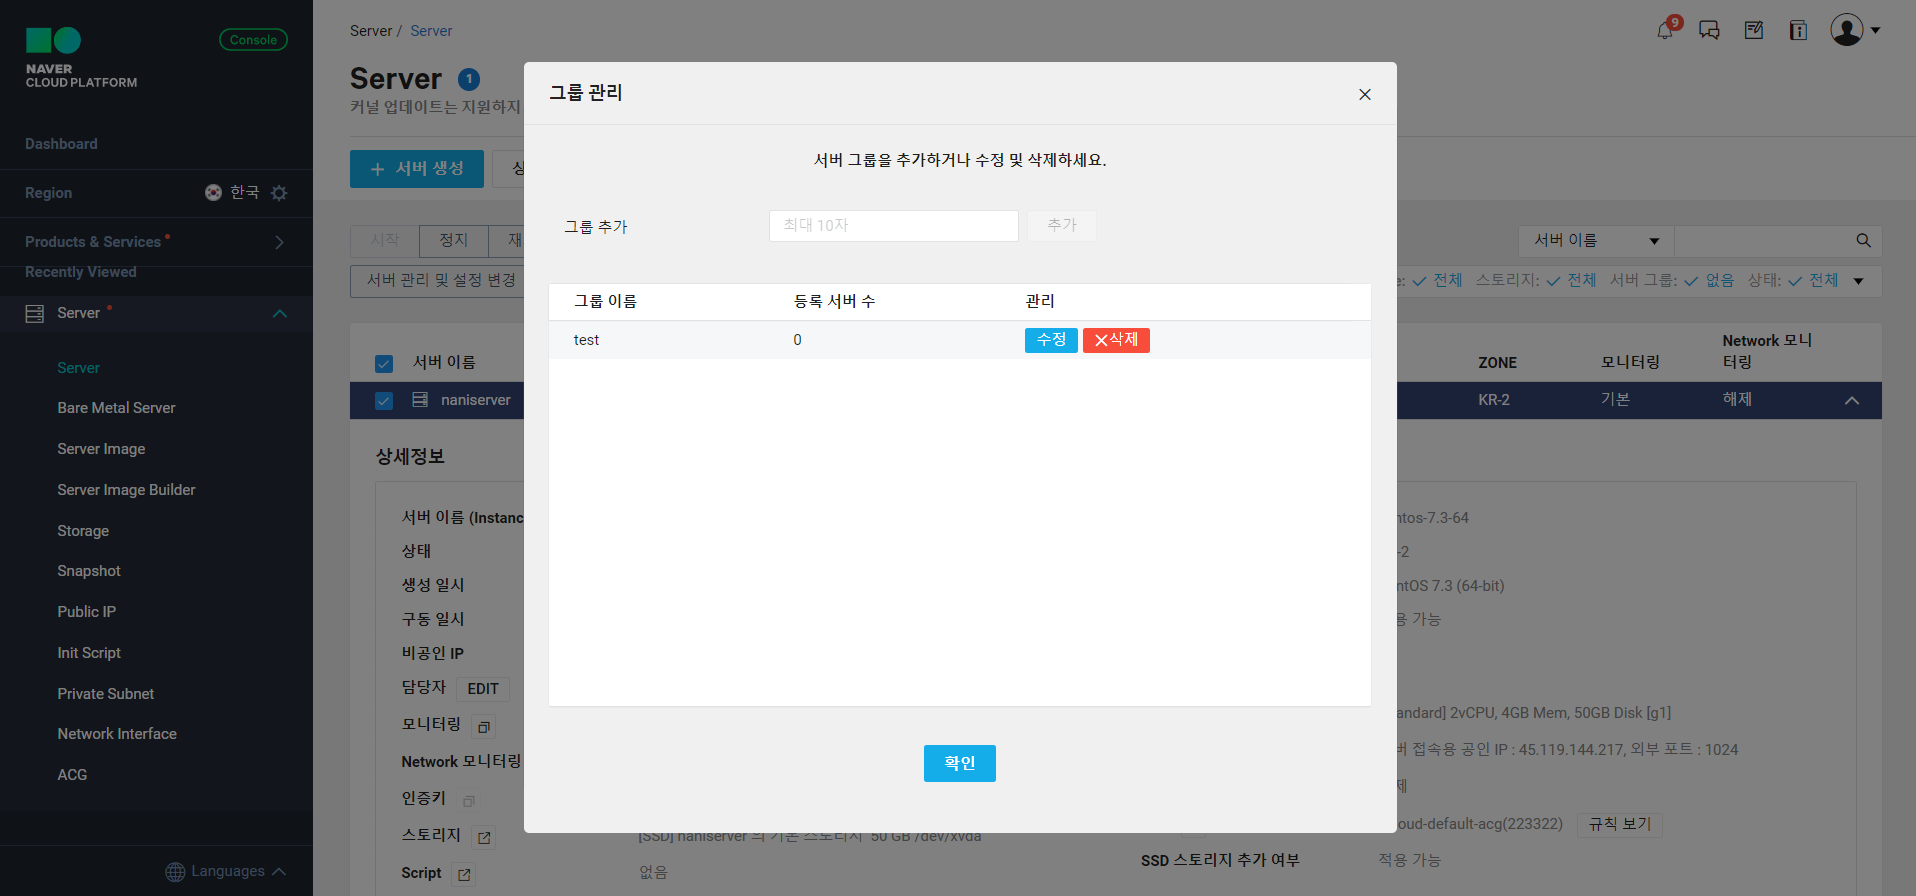 NAVER
CLOUD PLATFORM
Console
Dashboard
Region 한국
Products & Services
Recently Viewed
Server
Server
Bare Metal Server
Server Image
Server Image Builder
Storage
Snapshot
Public IP
Init Script
Private Subnet
Network Interface
ACG
Languages
Server / Server
9
Server 1
커널 업데이트는 지원하지
+ 서버 생성
시작 정지 재
서버 이름
서버 관리 및 설정 변경
전체 스토리지: 전체 서버 그룹: 없음 상태: 전체
서버 이름
ZONE 모니터링 Network 모니
터링
naniserver KR-2 기본 해제
상세정보
서버 이름 (Instanc
ntos-7.3-64
상태
-2
생성 일시
ntOS 7.3 (64-bit)
구동 일시
용 가능
비공인 IP
담당자 EDIT
모니터링
andard] 2vCPU, 4GB Mem, 50GB Disk [g1]
Network 모니터링
버 접속용 공인 IP : 45.119.144.217, 외부 포트 : 1024
인증키
제
스토리지
[SSD] naniserver 의 기본 스토리지 50 GB /dev/xvda
oud-default-acg(223322) 규칙 보기
Script
없음
SSD 스토리지 추가 여부 적용 가능
그룹 관리
서버 그룹을 추가하거나 수정 및 삭제하세요.
그룹 추가 최대 10자 추가
그룹 이름 등록 서버 수 관리
test 0 수정 삭제
확인